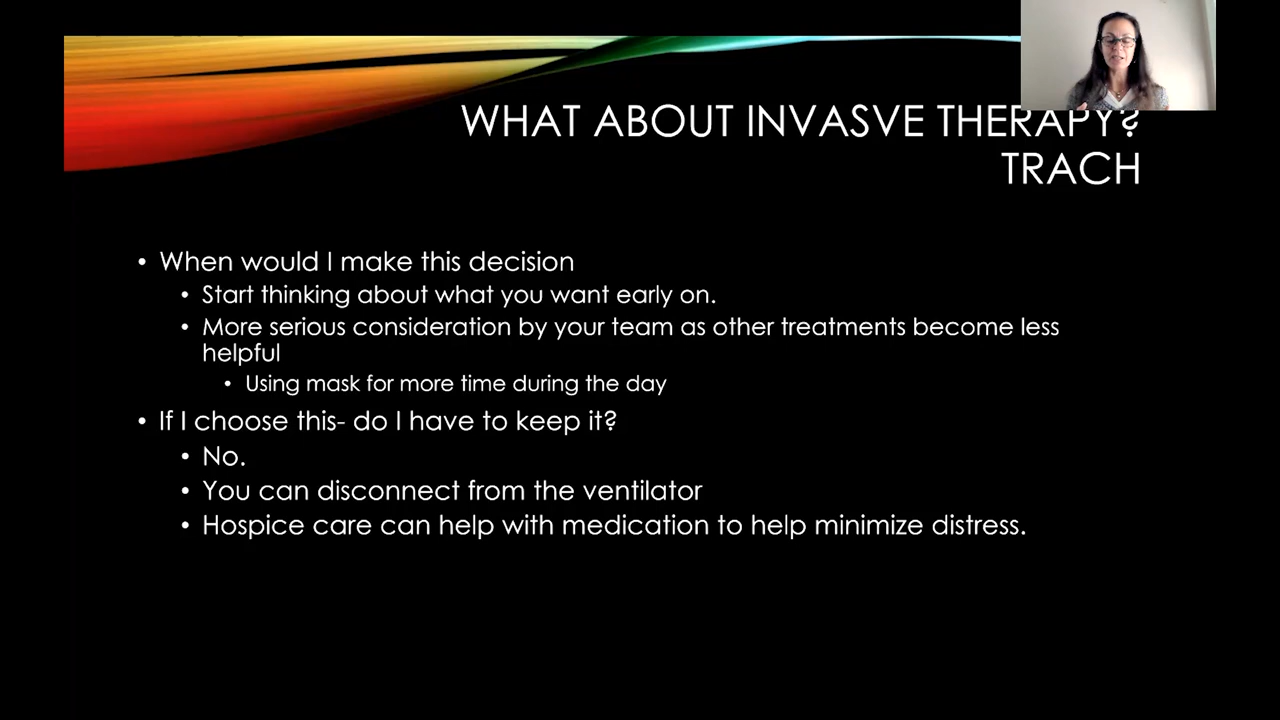 WHAT ABOUT INVASVE THERAPY?
TRACH
• When would I make this decision
• Start thinking about what you want early on.
• More serious consideration by your team as other treatments become less
helpful
• Using mask for more time during the day
• If I choose this- do I have to keep it?
• No.
• You can disconnect from the ventilator
• Hospice care can help with medication to help minimize distress.